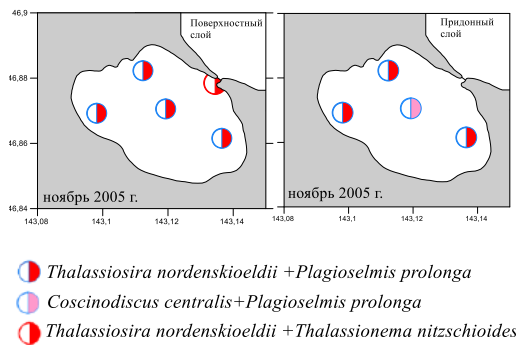 46,9
46,88
46,86
46,84
Поверхностный
слой
ноябрь 2005 г.
143,08
143,1
143,12
143,14
Придонный
слой
ноябрь 2005 г.
143,08
143,1
143,12
143,14
Thalassiosira nordenskioeldii +Plagioselmis prolonga
Coscinodiscus centralis+Plagioselmis prolonga
Thalassiosira nordenskioeldii +Thalassionema nitzschioides